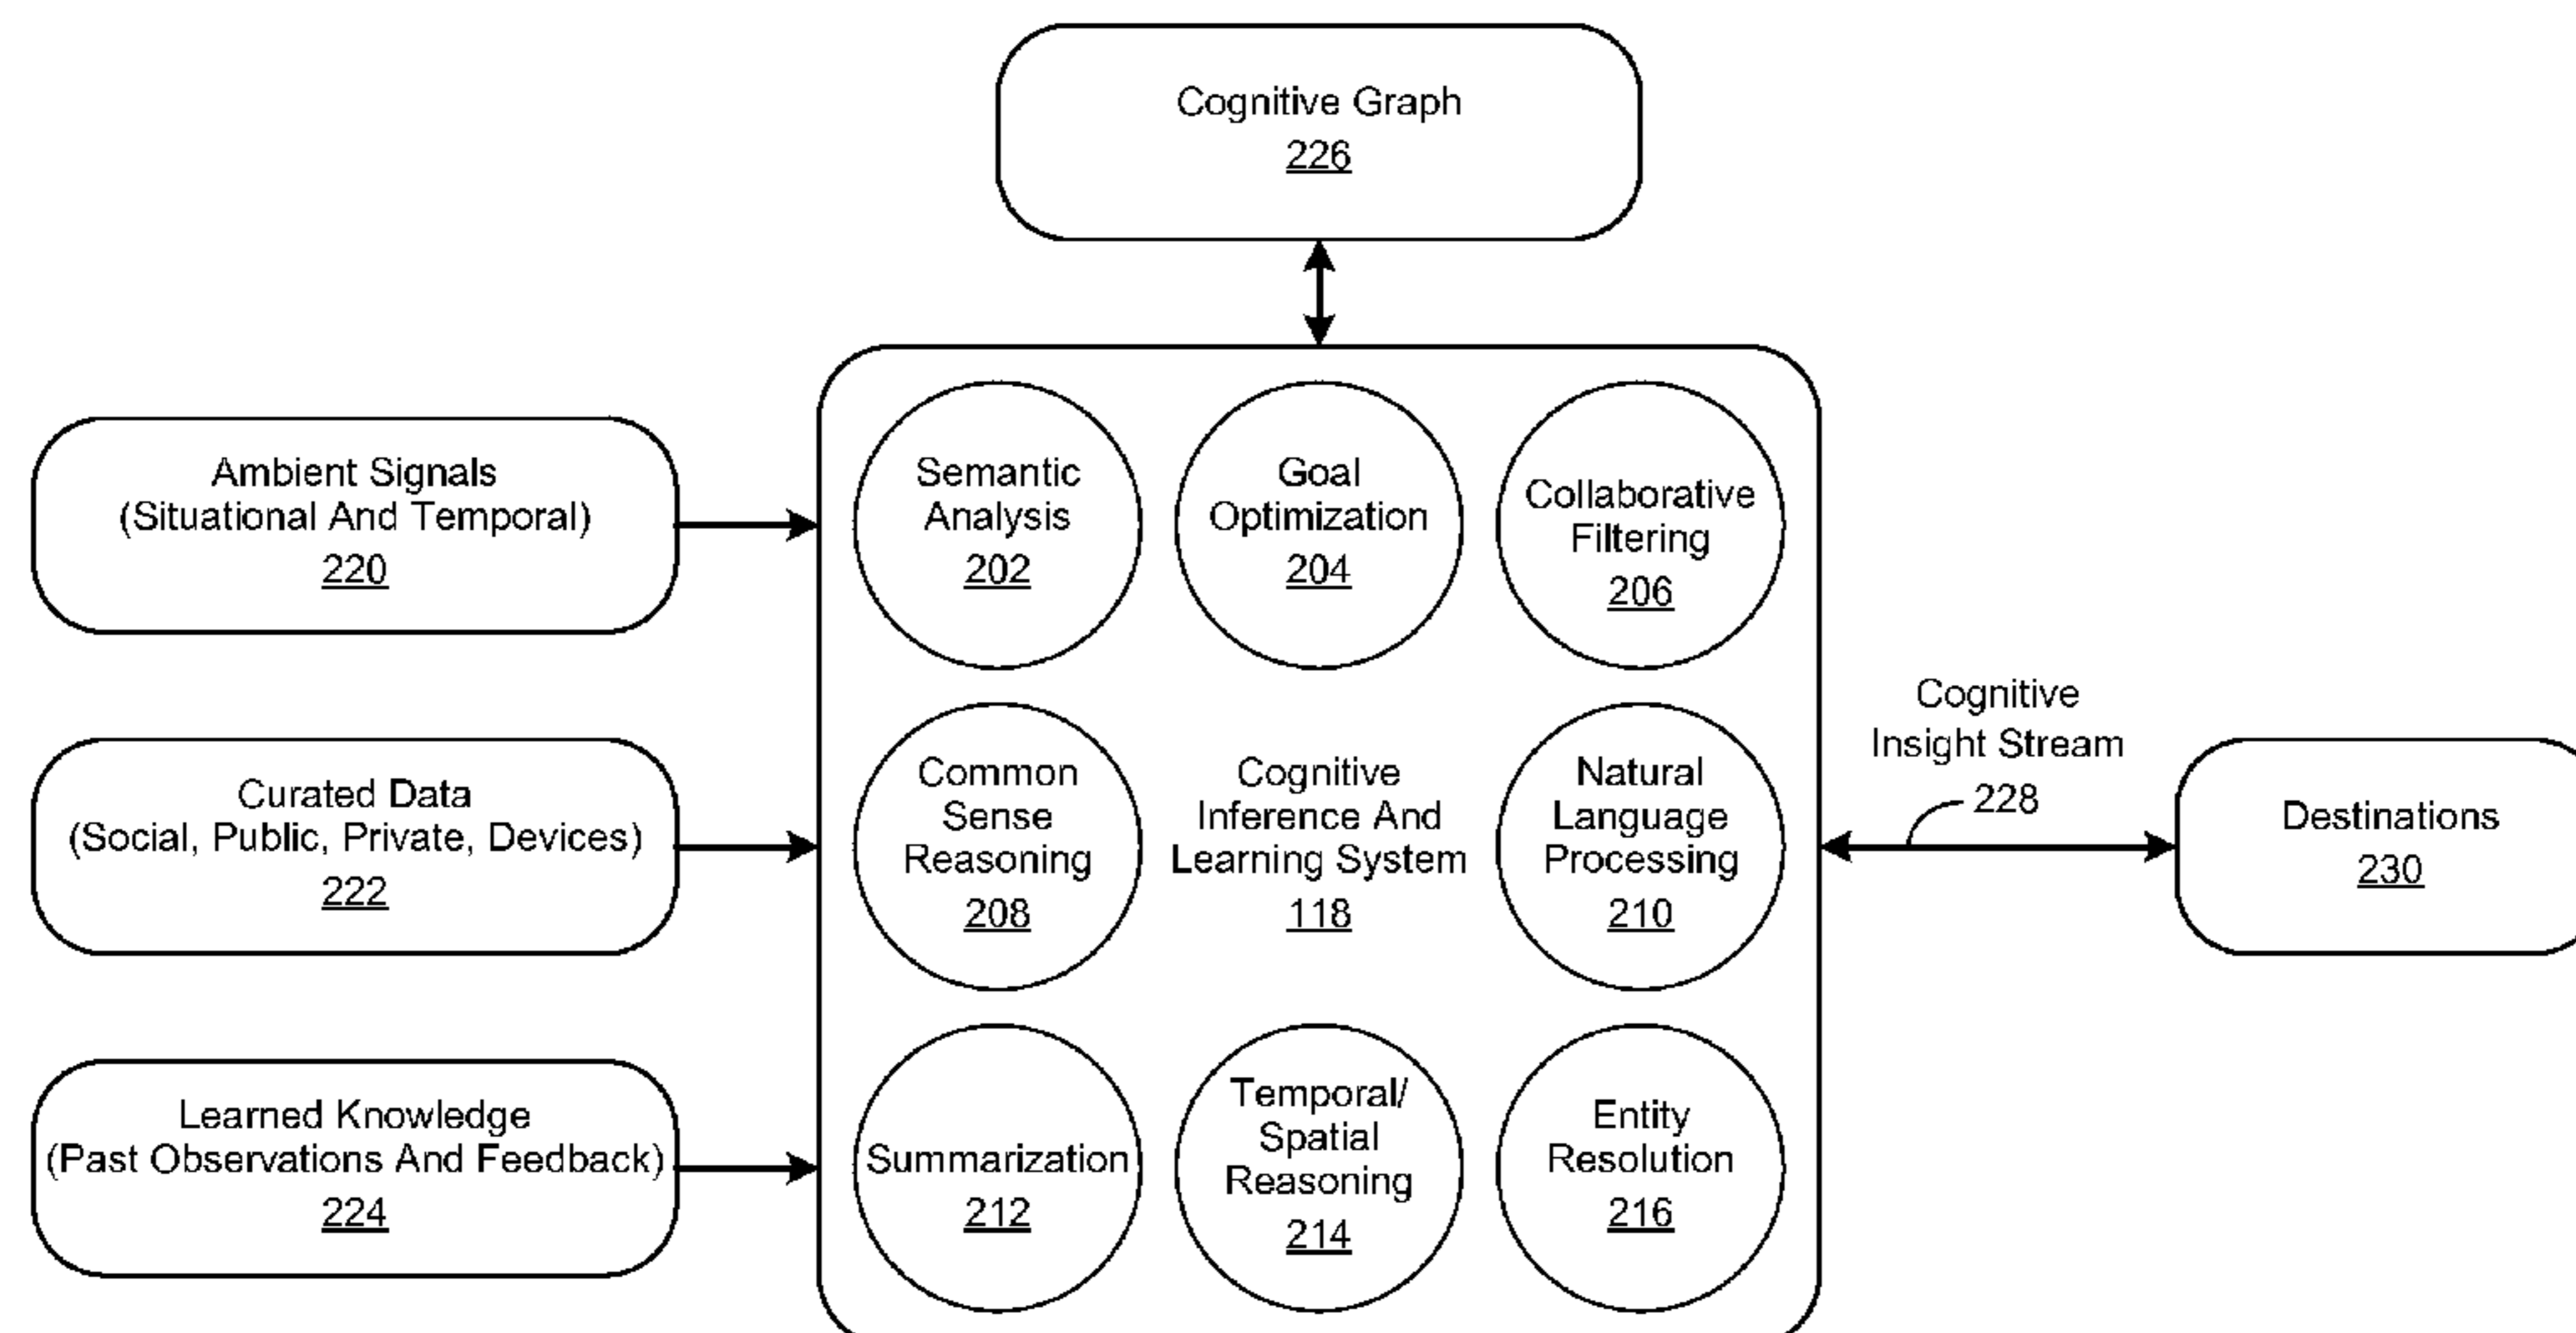 Cognitive Graph
226
Ambient Signals
(Situational And Temporal)
220
Semantic
Analysis
202
Goal
Optimization
204
Collaborative
Filtering
206
Curated Data
(Social, Public, Private, Devices)
222
Common
Sense
Reasoning
208
Cognitive
Inference And
Learning System
118
Natural
Language
Processing
210
Cognitive
Insight Stream
228
Destinations
230
Learned Knowledge
(Past Observations And Feedback)
224
Summarization
212
Temporal/
Spatial
Reasoning
214
Entity
Resolution
216